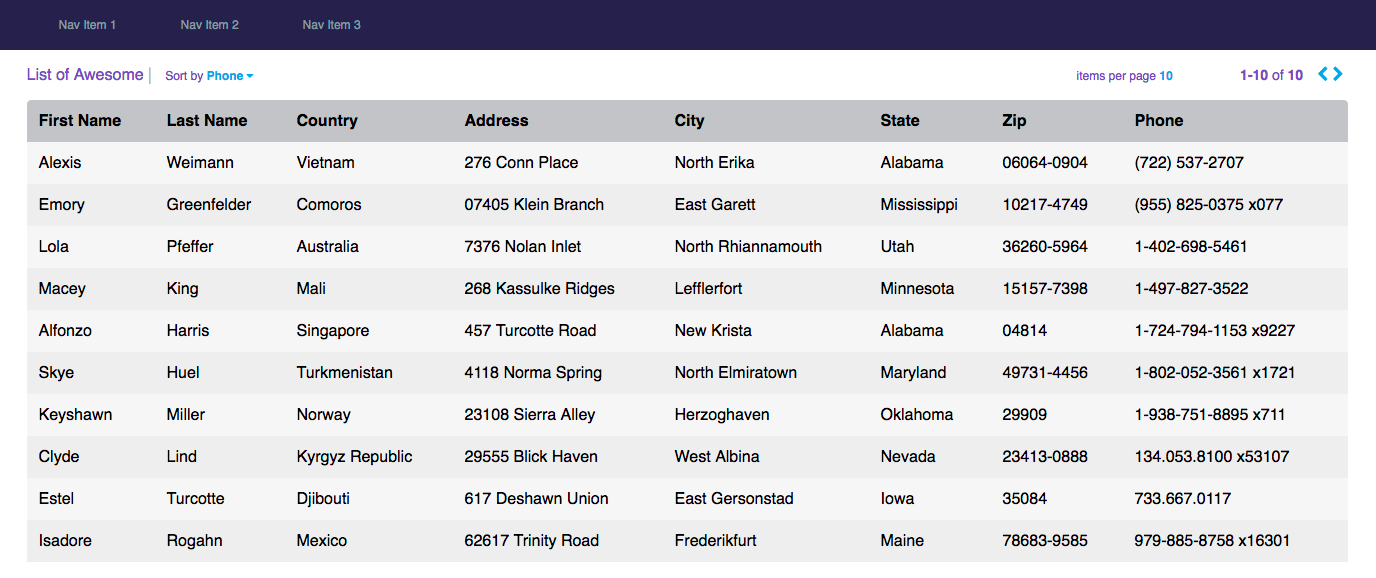 Nav Item 1 Nav Item 2 Nav Item 3
List of Awesome | Sort by Phone items per page 10 1-10 of 10
First Name Last Name Country Address City State Zip Phone
Alexis Weimann Vietnam 276 Conn Place North Erika Alabama 06064-0904 (722) 537-2707
Emory Greenfelder Comoros 07405 Klein Branch East Garett Mississippi 10217-4749 (955) 825-0375 x077
Lola Pfeffer Australia 7376 Nolan Inlet North Rhiannamouth Utah 36260-5964 1-402-698-5461
Macey King Mali 268 Kassulke Ridges Lefflerfort Minnesota 15157-7398 1-497-827-3522
Alfonzo Harris Singapore 457 Turcotte Road New Krista Alabama 04814 1-724-794-1153 x9227
Skye Huel Turkmenistan 4118 Norma Spring North Elmiratown Maryland 49731-4456 1-802-052-3561 x1721
Keyshawn Miller Norway 23108 Sierra Alley Herzoghaven Oklahoma 29909 1-938-751-8895 x711
Clyde Lind Kyrgyz Republic 29555 Blick Haven West Albina Nevada 23413-0888 134.053.8100 x53107
Estel Turcotte Djibouti 617 Deshawn Union East Gersonstad Iowa 35084 733.667.0117
Isadore Rogahn Mexico 62617 Trinity Road Frederikfurt Maine 78683-9585 979-885-8758 x16301